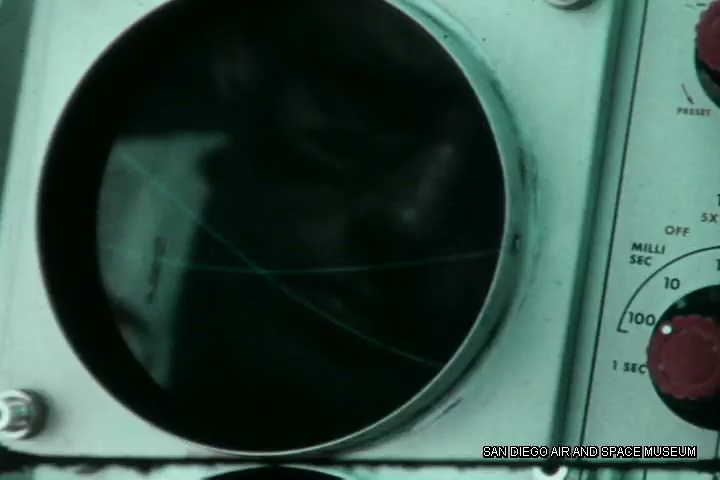 PRESET
5X
OFF
MILLI
SEC
10
100
1 SEC
SAN DIEGO AIR AND SPACE MUSEUM